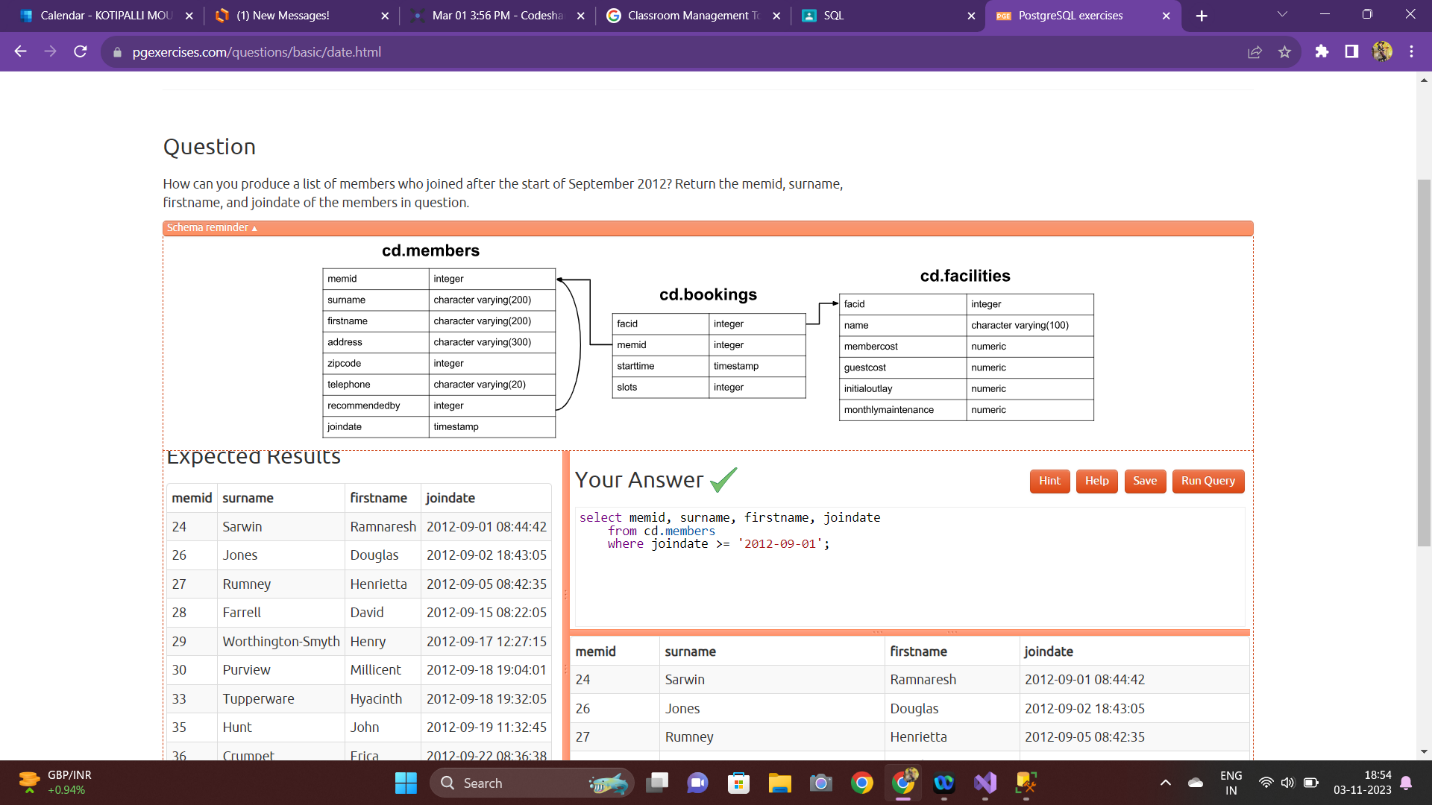 Calendar - KOTIPALLI MOU
(1) New Messages!
Mar 01 3:56 PM - Codesha
Classroom Management To
SQL
PGE PostgreSQL exercises
pgexercises.com/questions/basic/date.html
Question
How can you produce a list of members who joined after the start of September 2012? Return the memid, surname,
firstname, and joindate of the members in question.
Schema reminder ▲
cd.members
memid integer
surname character varying(200)
firstname character varying(200)
address character varying(300)
zipcode integer
telephone character varying(20)
recommendedby integer
joindate timestamp
cd.bookings
facid integer
memid integer
starttime timestamp
slots integer
cd.facilities
facid integer
name character varying(100)
membercost numeric
guestcost numeric
initialoutlay numeric
monthlymaintenance numeric
Expected Results
memid surname firstname joindate
24 Sarwin Ramnaresh 2012-09-01 08:44:42
26 Jones Douglas 2012-09-02 18:43:05
27 Rumney Henrietta 2012-09-05 08:42:35
28 Farrell David 2012-09-15 08:22:05
29 Worthington-Smyth Henry 2012-09-17 12:27:15
30 Purview Millicent 2012-09-18 19:04:01
33 Tupperware Hyacinth 2012-09-18 19:32:05
35 Hunt John 2012-09-19 11:32:45
36 Crumpet Erica 2012-09-22 08:36:38
Your Answer
Hint Help Save Run Query
select memid, surname, firstname, joindate
from cd.members
where joindate >= '2012-09-01';
memid surname firstname joindate
24 Sarwin Ramnaresh 2012-09-01 08:44:42
26 Jones Douglas 2012-09-02 18:43:05
27 Rumney Henrietta 2012-09-05 08:42:35
GBP/INR
+0.94%
Search
ENG
IN
18:54
03-11-2023